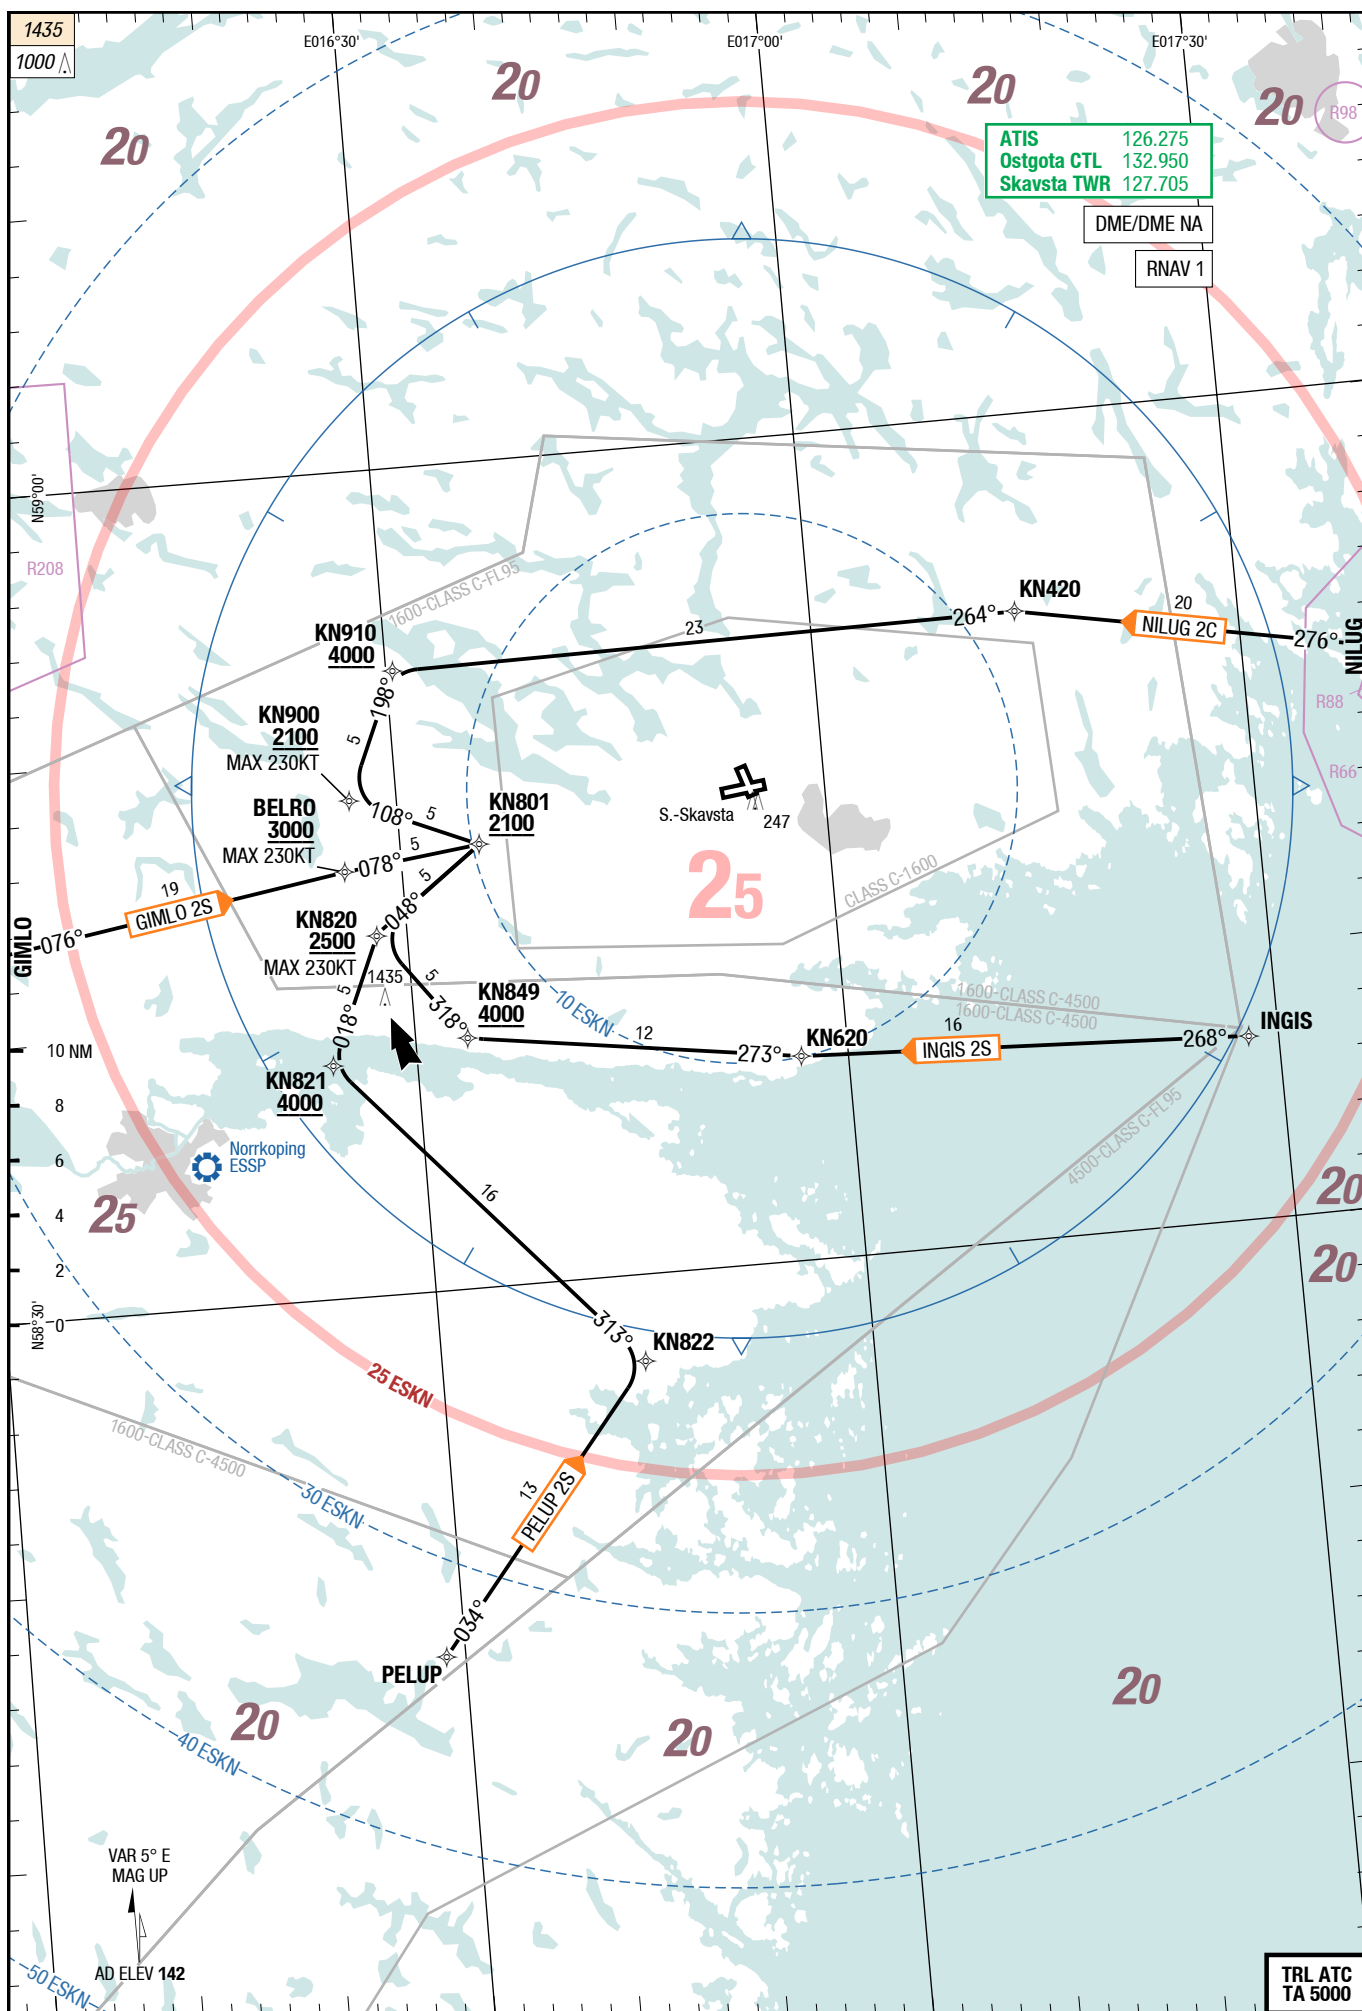 1435
1000
E016°30'
E017°00'
E017°30'
20
20
20
20
R98
ATIS 126.275
Ostgota CTL 132.950
Skavsta TWR 127.705
DME/DME NA
RNAV 1
N59°00'
R208
1600-CLASS C-FL95
KN910
4000
23
264°
KN420
20
NILUG 2C
276°
NILUG
198°
5
KN900
2100
MAX 230KT
R88
R66
108°
5
BELRO
3000
MAX 230KT
KN801
2100
S.-Skavsta
247
078°
5
25
CLASS C-1600
19
GIMLO 2S
076°
GIMLO
048°
5
KN820
2500
MAX 230KT
1435
5
018°
5
318°
KN849
4000
10 ESKN
1600-CLASS C-4500
1600-CLASS C-4500
12
273°
KN620
16
INGIS 2S
268°
INGIS
10 NM
8
6
4
2
0
KN821
4000
Norrkoping
ESSP
25
16
4500-CLASS C-FL95
20
20
N58°30'
313°
KN822
25 ESKN
1600-CLASS C-4500
30 ESKN
13
PELUP 2S
034°
PELUP
20
20
20
40 ESKN
VAR 5° E
MAG UP
AD ELEV 142
50 ESKN
TRL ATC
TA 5000